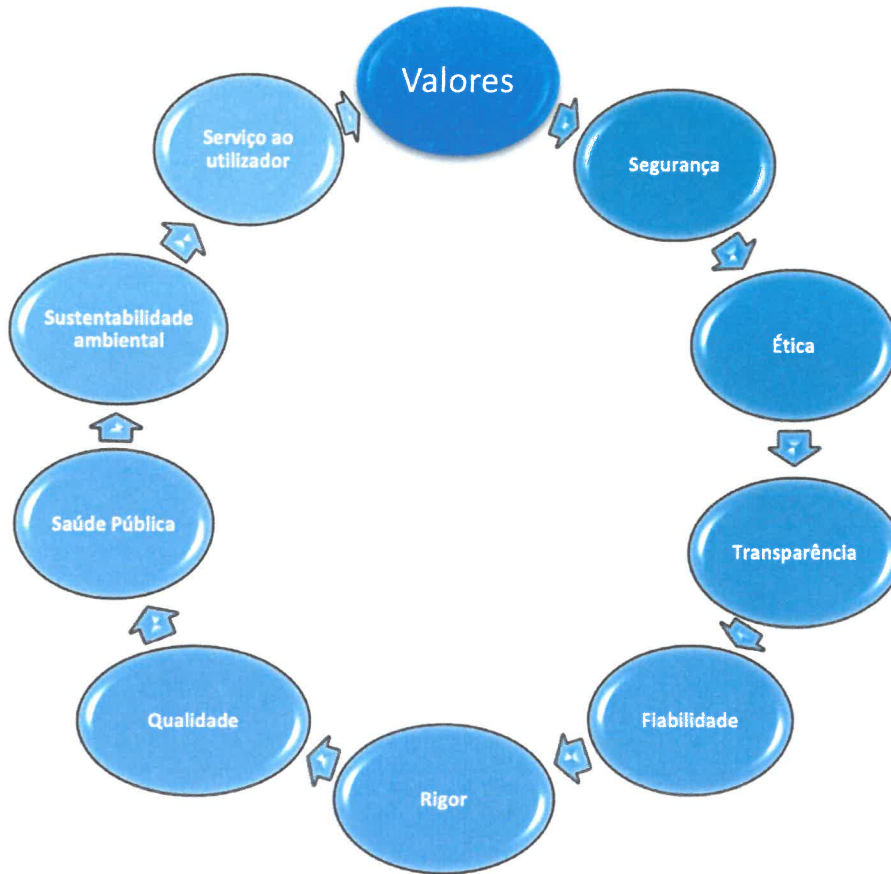 Valores
Segurança
Ética
Transparência
Fiabilidade
Rigor
Qualidade
Saúde Pública
Sustentabilidade
ambiental
Serviço ao
utilizador